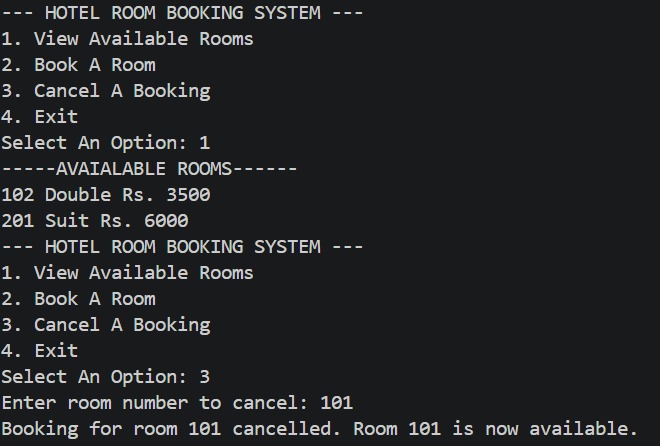 --- HOTEL ROOM BOOKING SYSTEM ---
1. View Available Rooms
2. Book A Room
3. Cancel A Booking
4. Exit
Select An Option: 1
-----AVAIALABLE ROOMS------
102 Double Rs. 3500
201 Suit Rs. 6000
--- HOTEL ROOM BOOKING SYSTEM ---
1. View Available Rooms
2. Book A Room
3. Cancel A Booking
4. Exit
Select An Option: 3
Enter room number to cancel: 101
Booking for room 101 cancelled. Room 101 is now available.